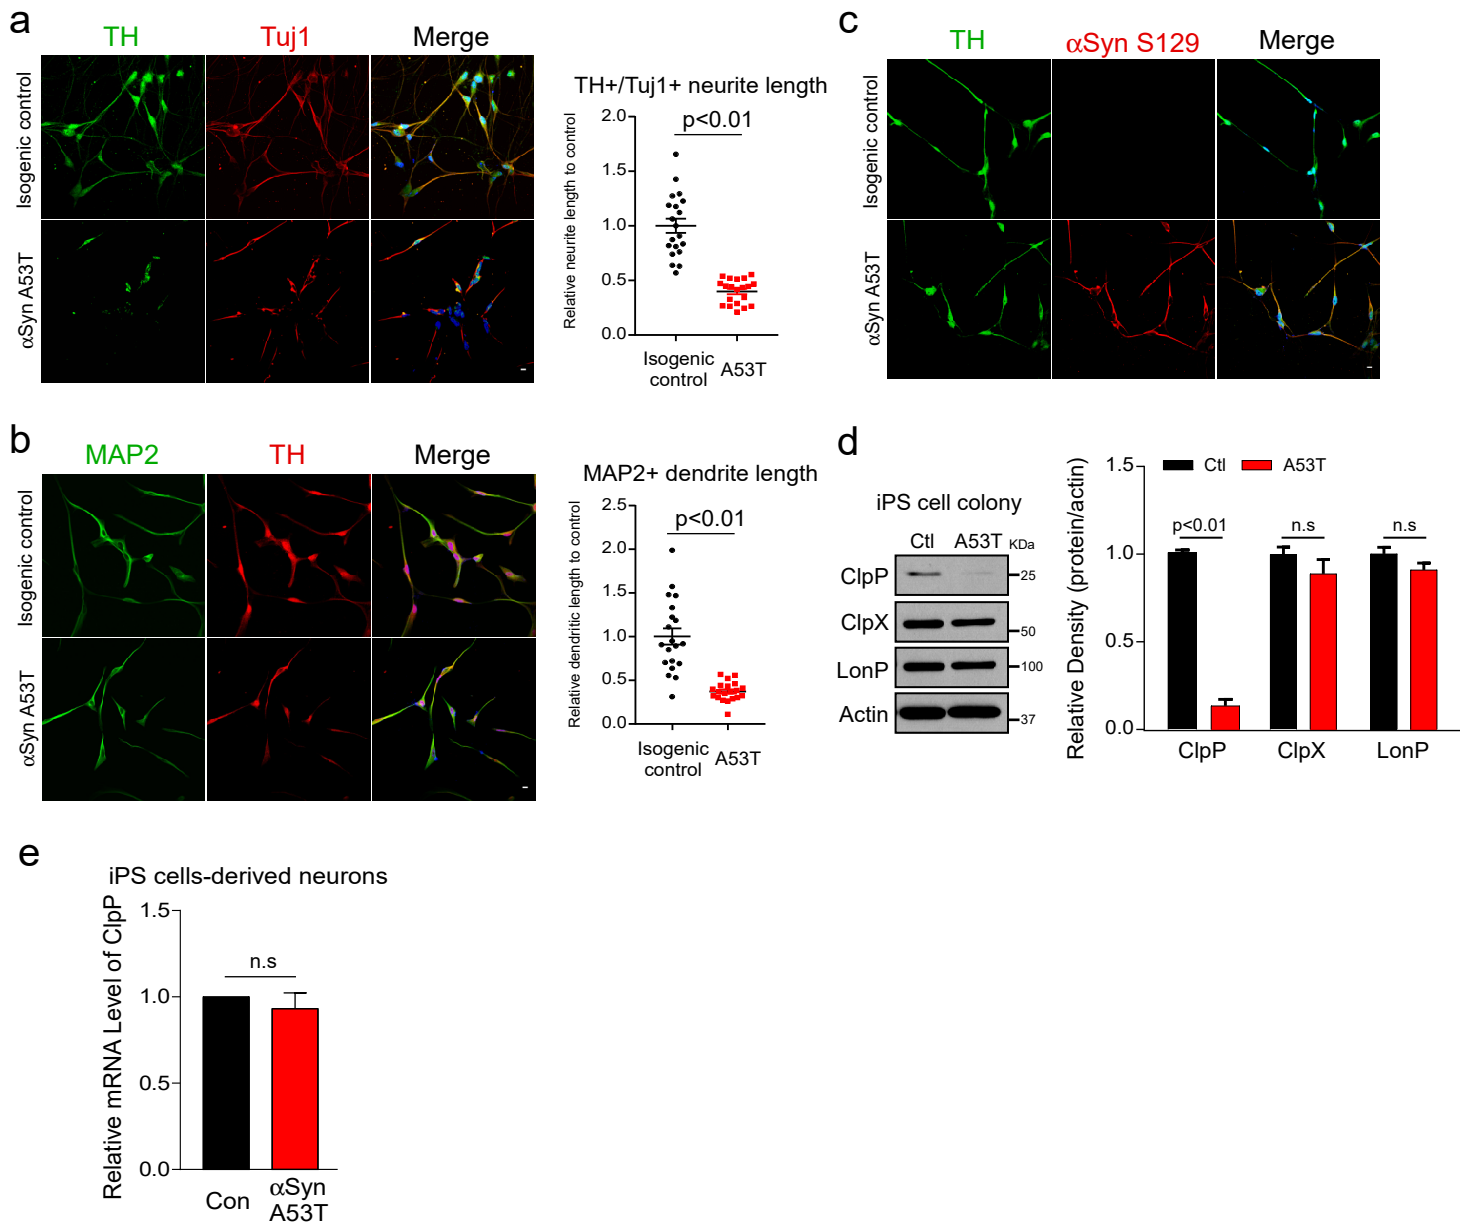 a
TH
Tuj1
Merge
Isogenic control
αSyn A53T
TH+/Tuj1+ neurite length
Relative neurite length to control
2.0
1.5
1.0
0.5
0.0
p<0.01
Isogenic
control
A53T
c
TH
αSyn S129
Merge
Isogenic control
αSyn A53T
b
MAP2
TH
Merge
Isogenic control
αSyn A53T
MAP2+ dendrite length
Relative dendritic length to control
2.5
2.0
1.5
1.0
0.5
0.0
p<0.01
Isogenic
control
A53T
d
iPS cell colony
Ctl A53T KDa
ClpP
25
ClpX
50
LonP
100
Actin
37
Relative Density (protein/actin)
1.5
1.0
0.5
0.0
Ctl A53T
p<0.01
n.s
n.s
ClpP
ClpX
LonP
e
iPS cells-derived neurons
Relative mRNA Level of ClpP
1.5
1.0
0.5
0.0
n.s
Con
αSyn
A53T